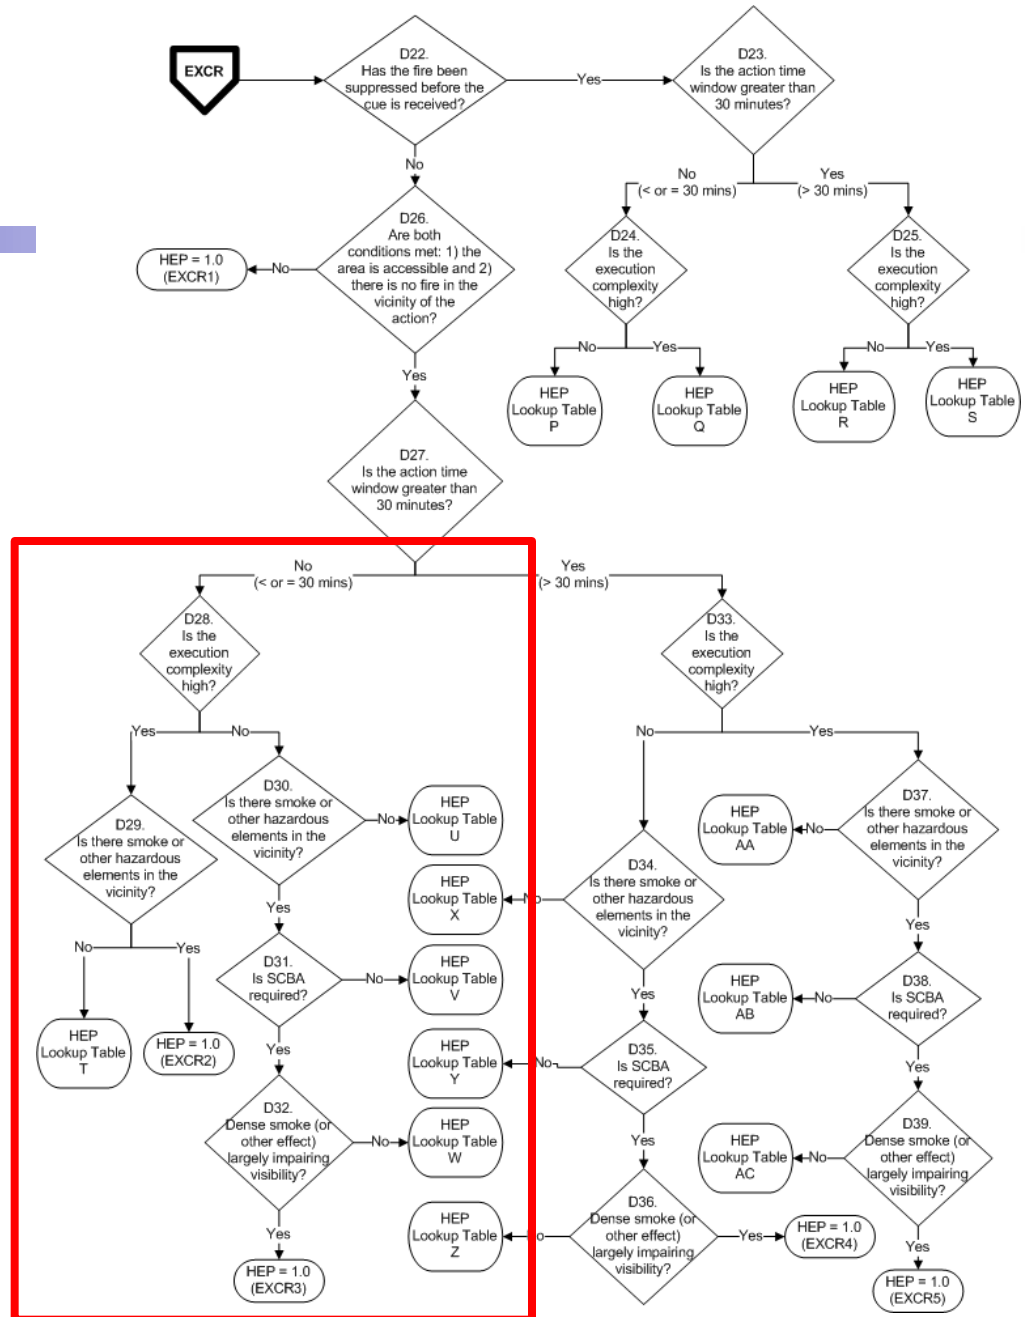 EXCR
D22.
Has the fire been
suppressed before the
cue is received?
Yes
D23.
Is the action time
window greater than
30 minutes?
No
No
(< or = 30 mins)
Yes
(> 30 mins)
D26.
Are both
conditions met: 1) the
area is accessible and 2)
there is no fire in the
vicinity of the
action?
No
HEP = 1.0
(EXCR1)
D24.
Is the
execution
complexity
high?
D25.
Is the
execution
complexity
high?
No
Yes
No
Yes
HEP
Lookup Table
P
HEP
Lookup Table
Q
HEP
Lookup Table
R
HEP
Lookup Table
S
Yes
D27.
Is the action time
window greater than
30 minutes?
No
(< or = 30 mins)
Yes
(> 30 mins)
D28.
Is the
execution
complexity
high?
D33.
Is the
execution
complexity
high?
Yes
No
No
Yes
D29.
Is there smoke or
other hazardous
elements in the
vicinity?
D30.
Is there smoke or
other hazardous
elements in the
vicinity?
No
HEP
Lookup Table
U
HEP
Lookup Table
AA
No
D37.
Is there smoke or
other hazardous
elements in the
vicinity?
HEP
Lookup Table
X
No
D34.
Is there smoke or
other hazardous
elements in the
vicinity?
Yes
Yes
No
Yes
D31.
Is SCBA
required?
No
HEP
Lookup Table
V
Yes
HEP
Lookup Table
AB
No
D38.
Is SCBA
required?
HEP
Lookup Table
T
HEP = 1.0
(EXCR2)
Yes
HEP
Lookup Table
Y
No
D35.
Is SCBA
required?
Yes
D32.
Dense smoke (or
other effect)
largely impairing
visibility?
No
HEP
Lookup Table
W
Yes
HEP
Lookup Table
AC
No
D39.
Dense smoke (or
other effect)
largely impairing
visibility?
Yes
HEP = 1.0
(EXCR3)
HEP
Lookup Table
Z
No
D36.
Dense smoke (or
other effect)
largely impairing
visibility?
Yes
HEP = 1.0
(EXCR4)
Yes
HEP = 1.0
(EXCR5)